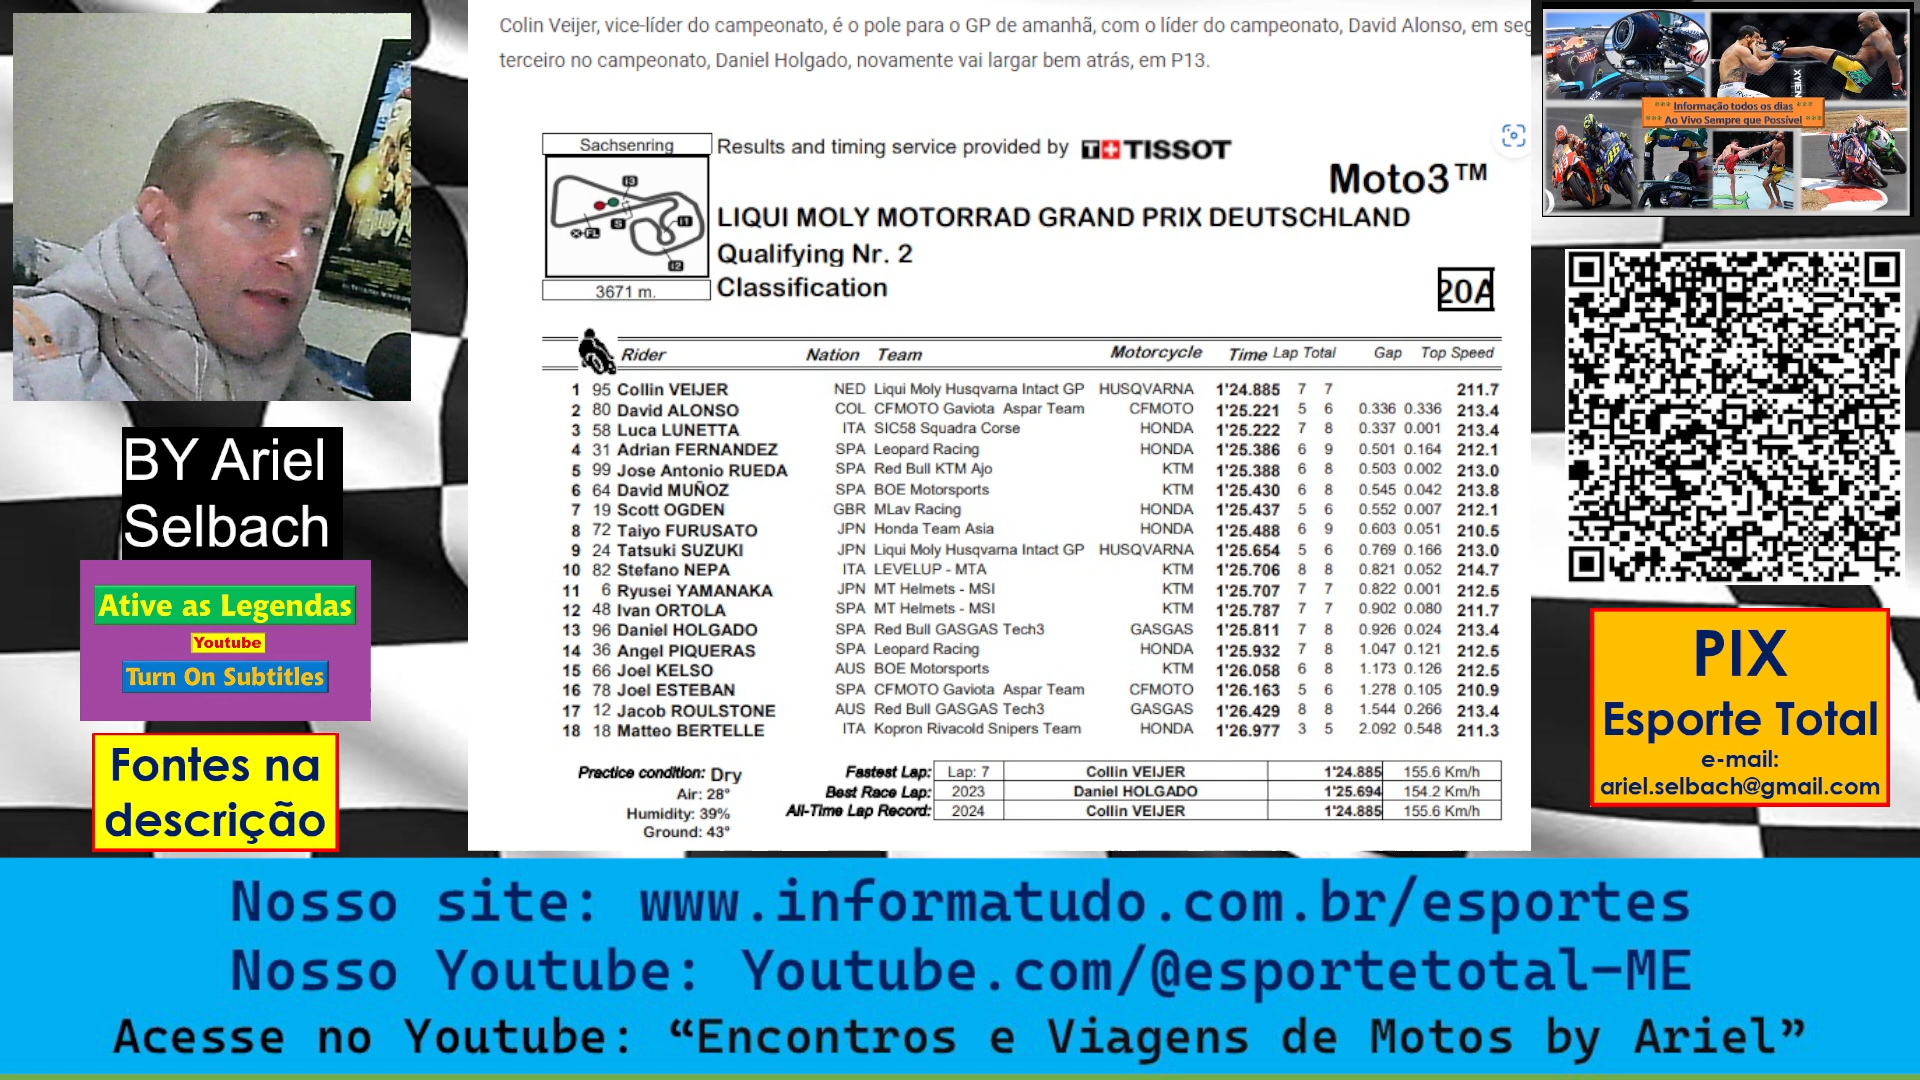 Colin Veijer, vice-líder do campeonato, é o pole para o GP de amanhã, com o líder do campeonato, David Alonso, em seg
terceiro no campeonato, Daniel Holgado, novamente vai largar bem atrás, em P13.
Sachsenring
Results and timing service provided by TISSOT
Moto3™
LIQUI MOLY MOTORRAD GRAND PRIX DEUTSCHLAND
Qualifying Nr. 2
3671 m.
Classification
20A
Rider Nation Team Motorcycle Time Lap Total Gap Top Speed
1 95 Collin VEIJER NED Liqui Moly Husqvarna Intact GP HUSQVARNA 1'24.885 7 7 211.7
2 80 David ALONSO COL CFMOTO Gaviota Aspar Team CFMOTO 1'25.221 5 6 0.336 0.336 213.4
3 58 Luca LUNETTA ITA SIC58 Squadra Corse HONDA 1'25.222 7 8 0.337 0.001 213.4
4 31 Adrian FERNANDEZ SPA Leopard Racing HONDA 1'25.386 6 9 0.501 0.164 212.1
5 99 Jose Antonio RUEDA SPA Red Bull KTM Ajo KTM 1'25.388 6 8 0.503 0.002 213.0
6 64 David MUÑOZ SPA BOE Motorsports KTM 1'25.430 6 8 0.545 0.042 213.8
7 19 Scott OGDEN GBR MLav Racing HONDA 1'25.437 5 6 0.552 0.007 212.1
8 72 Taiyo FURUSATO JPN Honda Team Asia HONDA 1'25.488 6 9 0.603 0.051 210.5
9 24 Tatsuki SUZUKI JPN Liqui Moly Husqvarna Intact GP HUSQVARNA 1'25.654 5 6 0.769 0.166 213.0
10 82 Stefano NEPA ITA LEVELUP - MTA KTM 1'25.706 8 8 0.821 0.052 214.7
11 6 Ryusei YAMANAKA JPN MT Helmets - MSI KTM 1'25.707 7 7 0.822 0.001 212.5
12 48 Ivan ORTOLA SPA MT Helmets - MSI KTM 1'25.787 7 7 0.902 0.080 211.7
13 96 Daniel HOLGADO SPA Red Bull GASGAS Tech3 GASGAS 1'25.811 7 8 0.926 0.024 213.4
14 36 Angel PIQUERAS SPA Leopard Racing HONDA 1'25.932 7 8 1.047 0.121 212.5
15 66 Joel KELSO AUS BOE Motorsports KTM 1'26.058 6 8 1.173 0.126 212.5
16 78 Joel ESTEBAN SPA CFMOTO Gaviota Aspar Team CFMOTO 1'26.163 5 6 1.278 0.105 210.9
17 12 Jacob ROULSTONE AUS Red Bull GASGAS Tech3 GASGAS 1'26.429 8 8 1.544 0.266 213.4
18 18 Matteo BERTELLE ITA Kopron Rivacold Snipers Team HONDA 1'26.977 3 5 2.092 0.548 211.3
Practice condition: Dry
Air: 28°
Humidity: 39%
Ground: 43°
Fastest Lap: Lap: 7 Collin VEIJER 1'24.885 155.6 Km/h
Best Race Lap: 2023 Daniel HOLGADO 1'25.694 154.2 Km/h
All-Time Lap Record: 2024 Collin VEIJER 1'24.885 155.6 Km/h
BY Ariel
Selbach
Ative as Legendas
Youtube
Turn On Subtitles
Fontes na
descrição
*** Informação todos os dias ***
*** Ao Vivo Sempre que Possível ***
PIX
Esporte Total
e-mail:
ariel.selbach@gmail.com
Nosso site: www.informatudo.com.br/esportes
Nosso Youtube: Youtube.com/@esportetotal-ME
Acesse no Youtube: “Encontros e Viagens de Motos by Ariel”